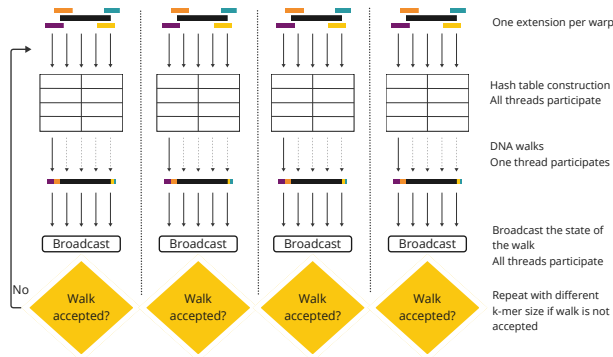 One extension per warp
Hash table construction
All threads participate
DNA walks
One thread participates
Broadcast the state of
the walk
All threads participate
Broadcast
Broadcast
Broadcast
Broadcast
No
Walk
accepted?
Walk
accepted?
Walk
accepted?
Walk
accepted?
Repeat with different
k-mer size if walk is not
accepted